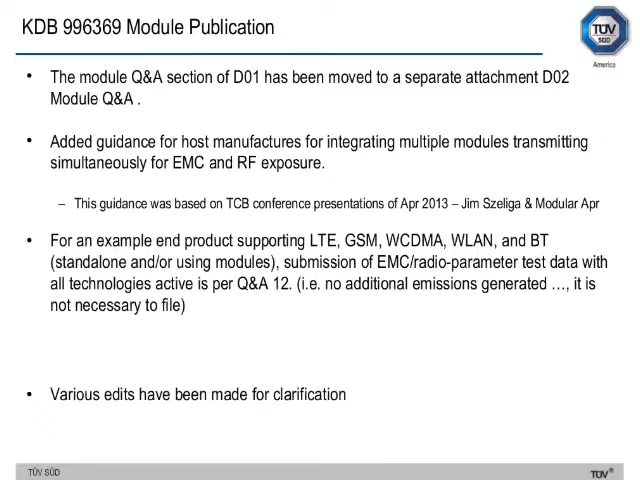 KDB 996369 Module Publication
TÜV
SÜD
America
• The module Q&A section of D01 has been moved to a separate attachment D02
Module Q&A .
• Added guidance for host manufactures for integrating multiple modules transmitting
simultaneously for EMC and RF exposure.
– This guidance was based on TCB conference presentations of Apr 2013 – Jim Szeliga & Modular Apr
• For an example end product supporting LTE, GSM, WCDMA, WLAN, and BT
(standalone and/or using modules), submission of EMC/radio-parameter test data with
all technologies active is per Q&A 12. (i.e. no additional emissions generated …, it is
not necessary to file)
• Various edits have been made for clarification
TÜV SÜD
TÜV®